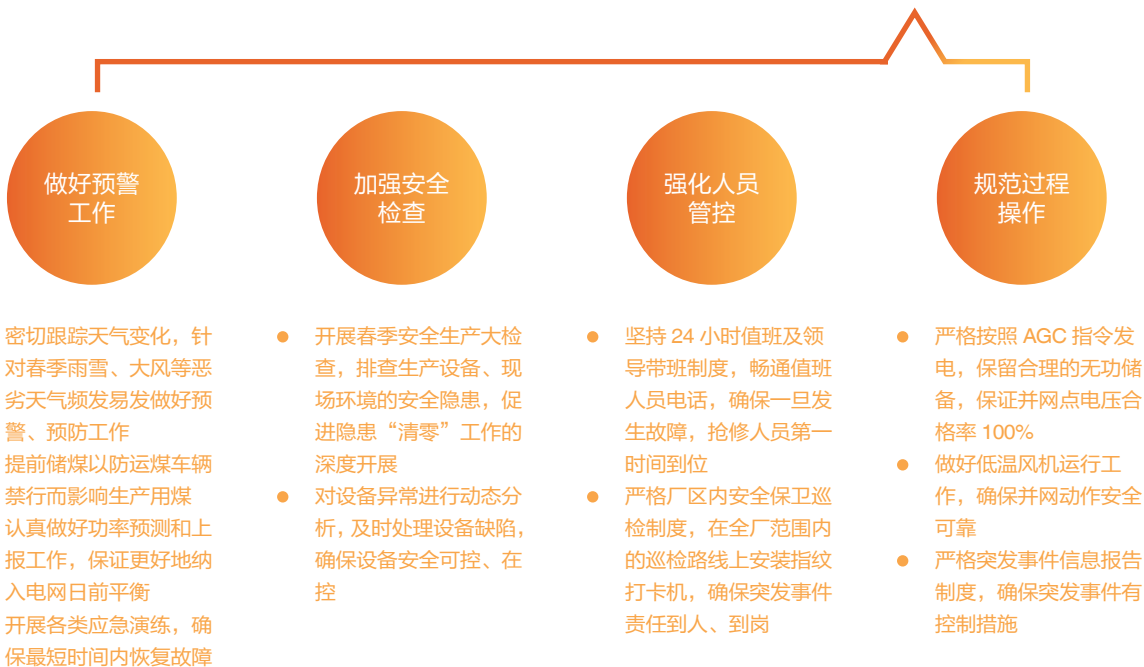 做好预警
工作
加强安全
检查
强化人员
管控
规范过程
操作
密切跟踪天气变化，针
对春季雨雪、大风等恶
劣天气频发易发做好预
警、预防工作
提前储煤以防运煤车辆
禁行而影响生产用煤
认真做好功率预测和上
报工作，保证更好地纳
入电网日前平衡
开展各类应急演练，确
保最短时间内恢复故障
● 开展春季安全生产大检
查，排查生产设备、现
场环境的安全隐患，促
进隐患“清零”工作的
深度开展
● 对设备异常进行动态分
析，及时处理设备缺陷，
确保设备安全可控、在
控
● 坚持 24 小时值班及领
导带班制度，畅通值班
人员电话，确保一旦发
生故障，抢修人员第一
时间到位
● 严格厂区内安全保卫巡
检制度，在全厂范围内
的巡检路线上安装指纹
打卡机，确保突发事件
责任到人、到岗
● 严格按照 AGC 指令发
电，保留合理的无功储
备，保证并网点电压合
格率 100%
● 做好低温风机运行工
作，确保并网动作安全
可靠
● 严格突发事件信息报告
制度，确保突发事件有
控制措施